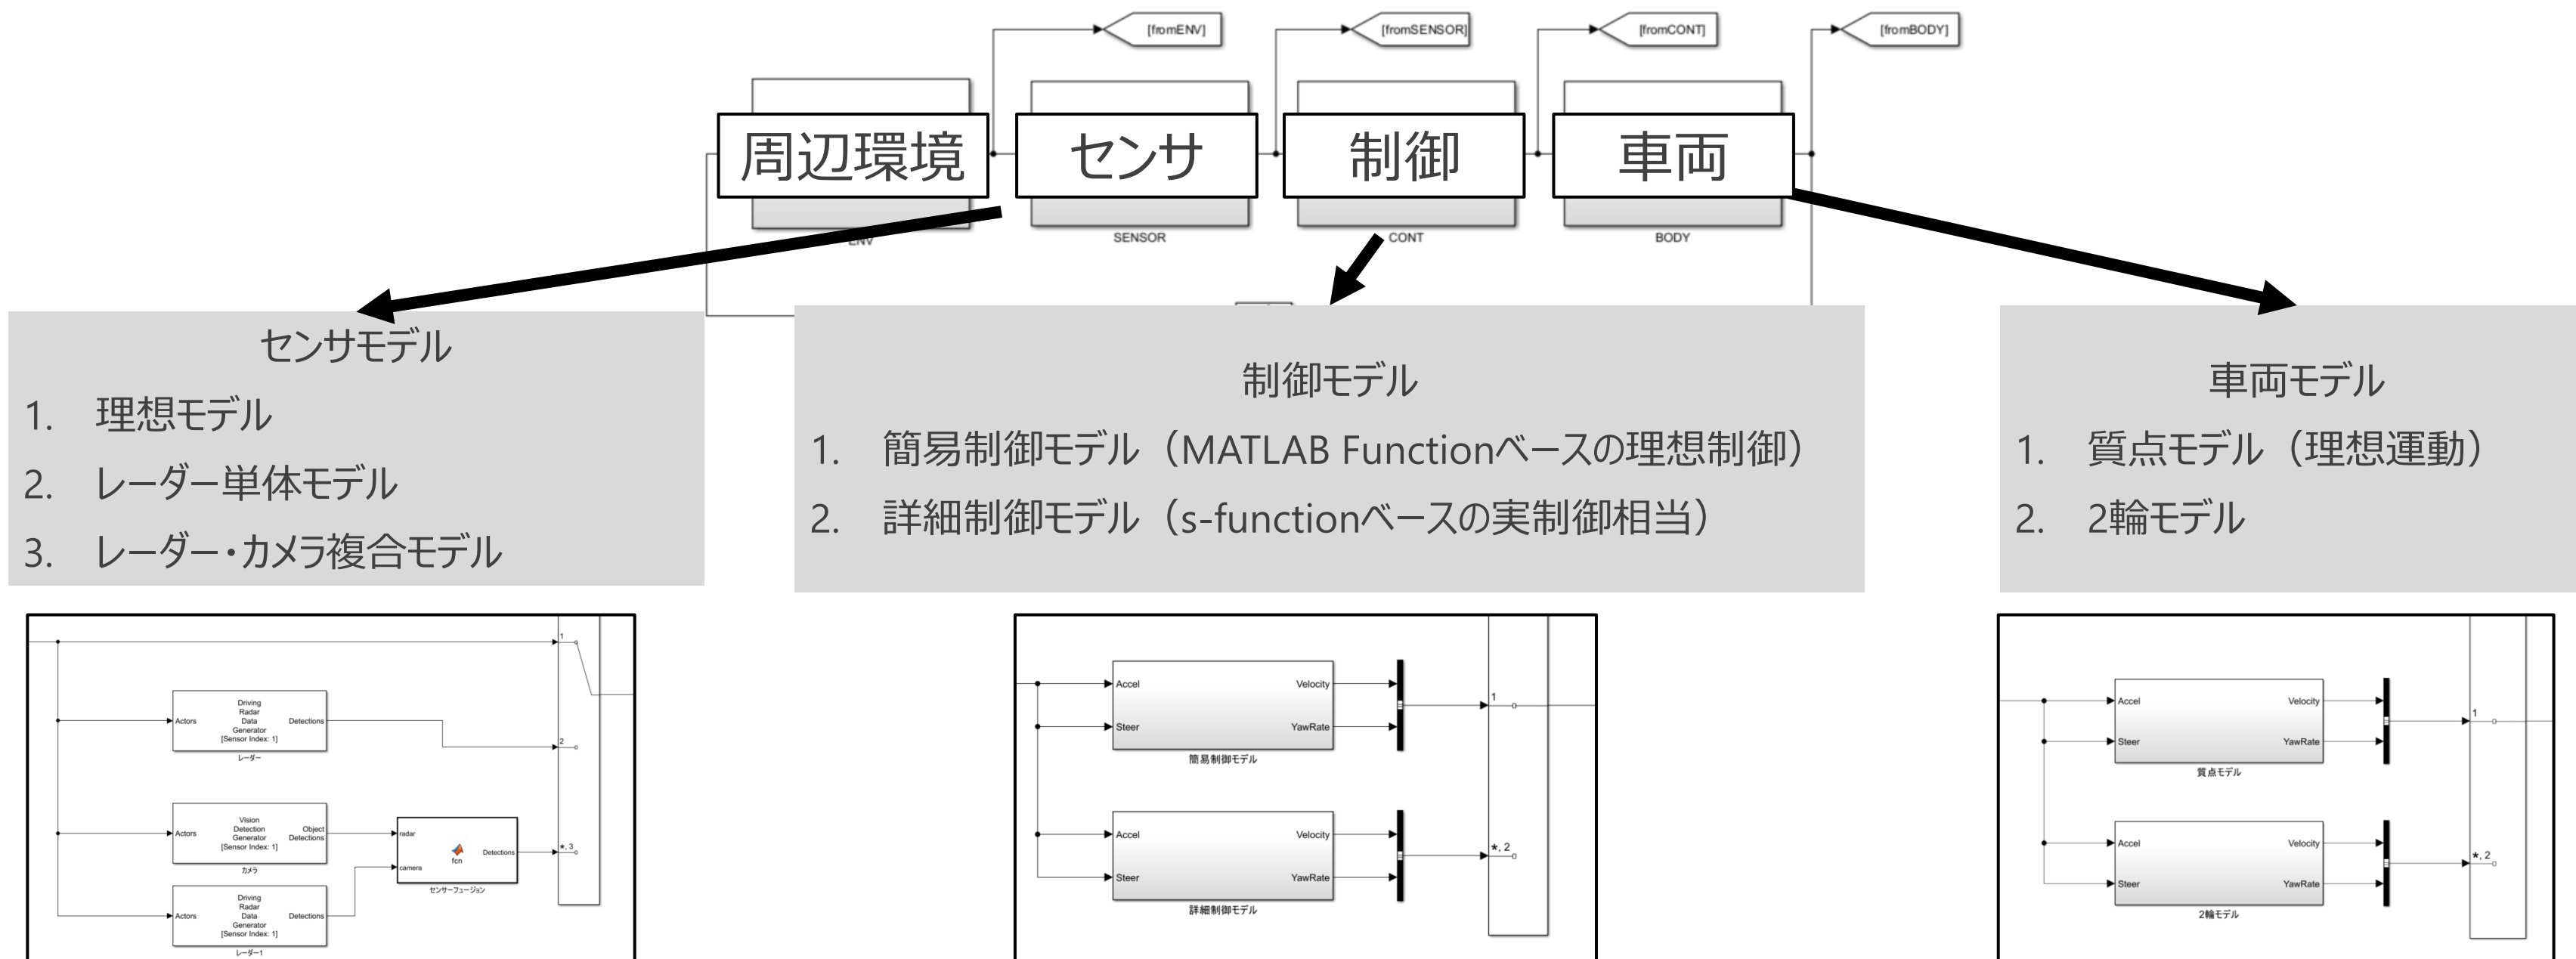 [fromENV]
[fromSENSOR]
[fromCONT]
[fromBODY]
周辺環境
センサ
制御
車両
ENV
SENSOR
CONT
BODY
センサモデル
1. 理想モデル
2. レーダー単体モデル
3. レーダー・カメラ複合モデル
制御モデル
1. 簡易制御モデル（MATLAB Functionベースの理想制御）
2. 詳細制御モデル（s-functionベースの実制御相当）
車両モデル
1. 質点モデル（理想運動）
2. 2輪モデル
1
Actors
Driving
Radar
Data
Generator
[Sensor Index: 1]
Detections
レーダー
2
Actors
Vision
Detection
Generator
[Sensor Index: 1]
Object
Detections
カメラ
radar
camera
fcn
Detections
センサーフュージョン
*, 3
Actors
Driving
Radar
Data
Generator
[Sensor Index: 1]
Detections
レーダー1
Accel
Velocity
Steer
YawRate
簡易制御モデル
1
Accel
Velocity
Steer
YawRate
詳細制御モデル
*, 2
Accel
Velocity
Steer
YawRate
質点モデル
1
Accel
Velocity
Steer
YawRate
2輪モデル
*, 2